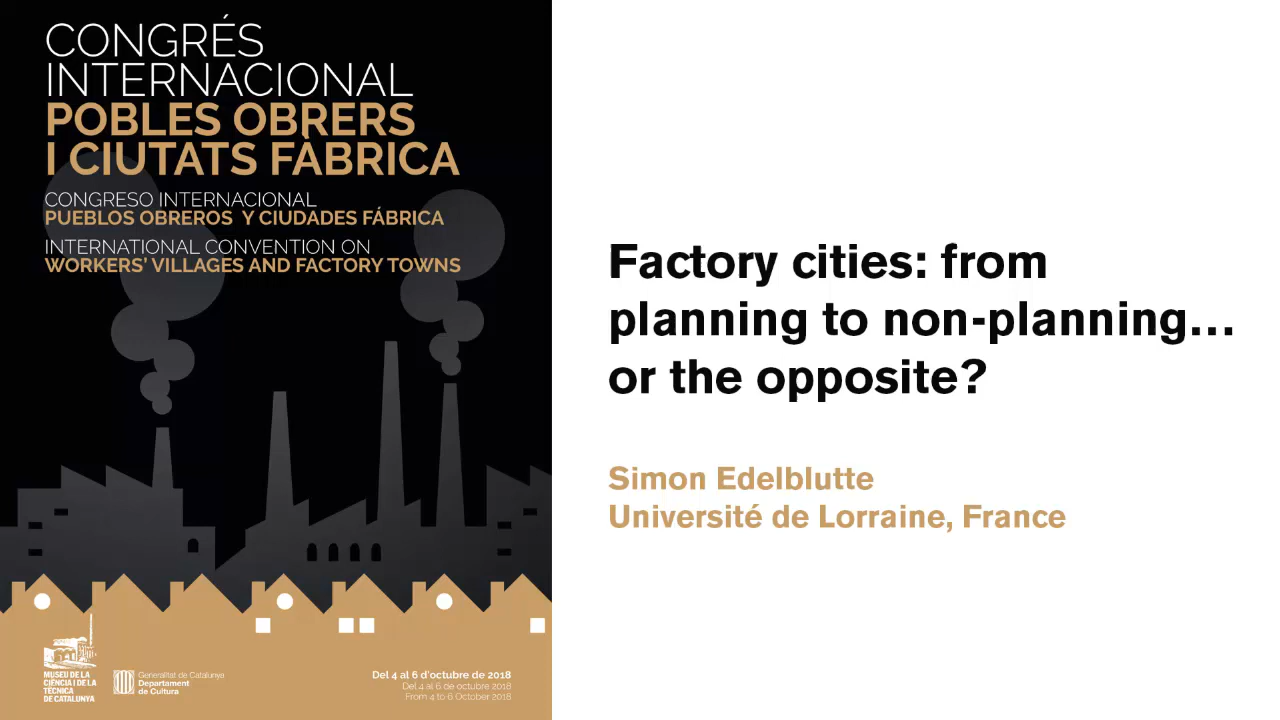 CONGRÉS
INTERNACIONAL
POBLES OBRERS
I CIUTATS FÀBRICA
CONGRESO INTERNACIONAL
PUEBLOS OBREROS Y CIUDADES FÁBRICA
INTERNATIONAL CONVENTION ON
WORKERS' VILLAGES AND FACTORY TOWNS
MUSEU DE LA
CIÈNCIA I DE LA
TÈCNICA
DE CATALUNYA
Generalitat de Catalunya
Departament
de Cultura
Del 4 al 6 d'octubre de 2018
Del 4 al 6 de octubre de 2018
From 4 to 6 October 2018
Factory cities: from
planning to non-planning...
or the opposite?
Simon Edelblutte
Université de Lorraine, France